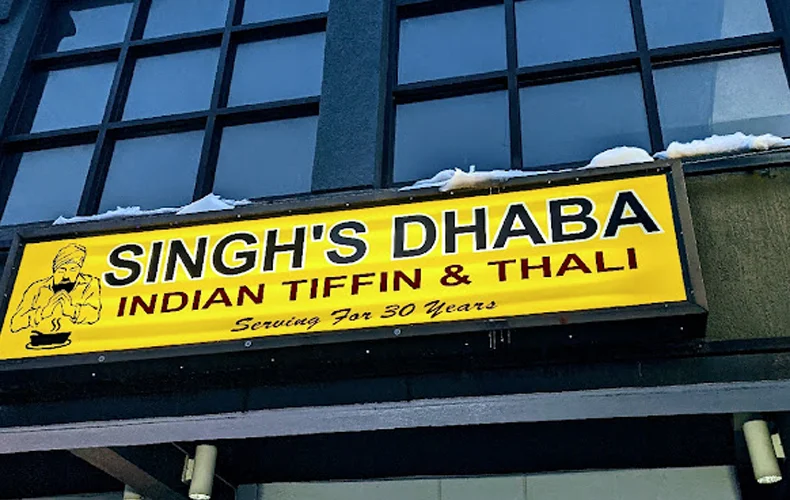 SINGH'S DHABA
INDIAN TIFFIN & THALI
Serving For 30 Years